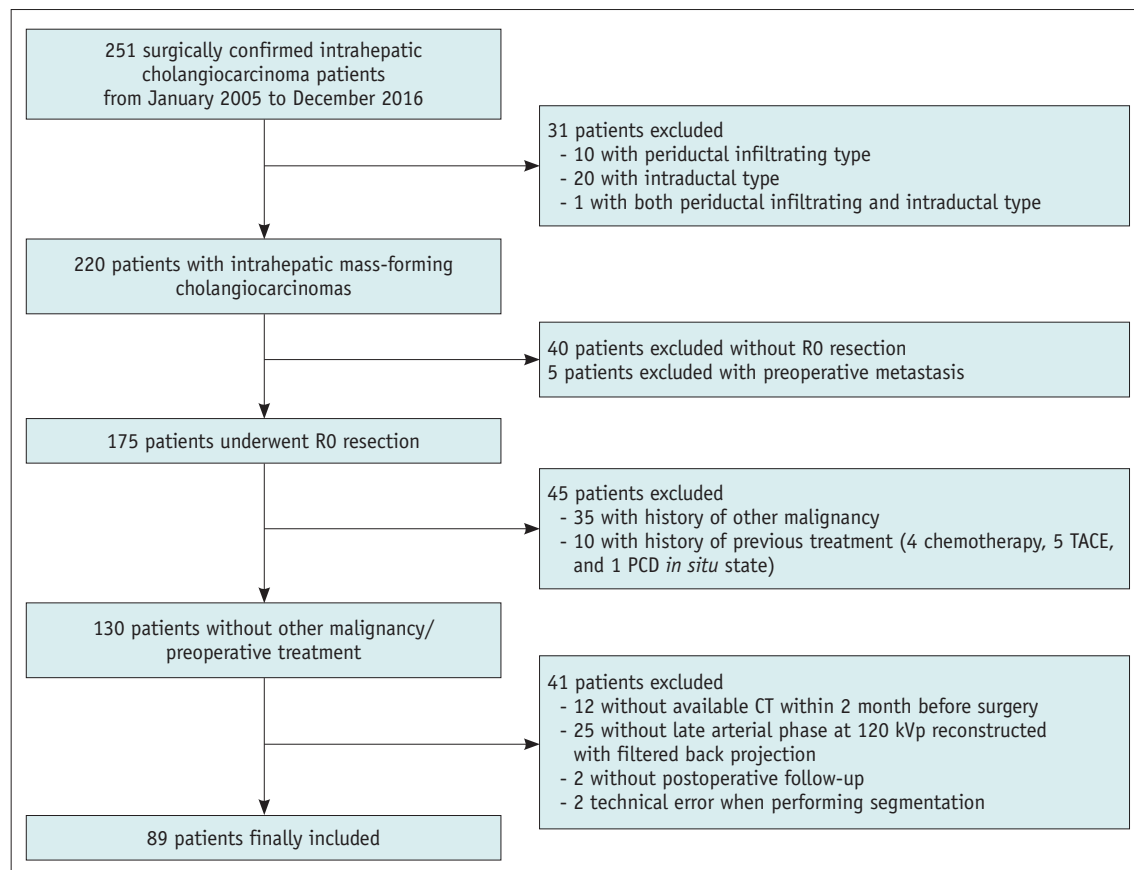 251 surgically confirmed intrahepatic
cholangiocarcinoma patients
from January 2005 to December 2016
31 patients excluded
- 10 with periductal infiltrating type
- 20 with intraductal type
- 1 with both periductal infiltrating and intraductal type
220 patients with intrahepatic mass-forming
cholangiocarcinomas
40 patients excluded without R0 resection
5 patients excluded with preoperative metastasis
175 patients underwent R0 resection
45 patients excluded
- 35 with history of other malignancy
- 10 with history of previous treatment (4 chemotherapy, 5 TACE,
and 1 PCD in situ state)
130 patients without other malignancy/
preoperative treatment
41 patients excluded
- 12 without available CT within 2 month before surgery
- 25 without late arterial phase at 120 kVp reconstructed
with filtered back projection
- 2 without postoperative follow-up
- 2 technical error when performing segmentation
89 patients finally included